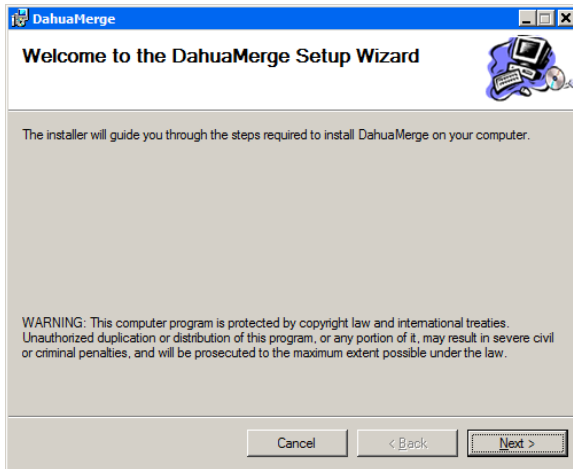 DahuaMerge
Welcome to the DahuaMerge Setup Wizard
The installer will guide you through the steps required to install DahuaMerge on your computer.
WARNING: This computer program is protected by copyright law and international treaties.
Unauthorized duplication or distribution of this program, or any portion of it, may result in severe civil
or criminal penalties, and will be prosecuted to the maximum extent possible under the law.
Cancel
< Back
Next >